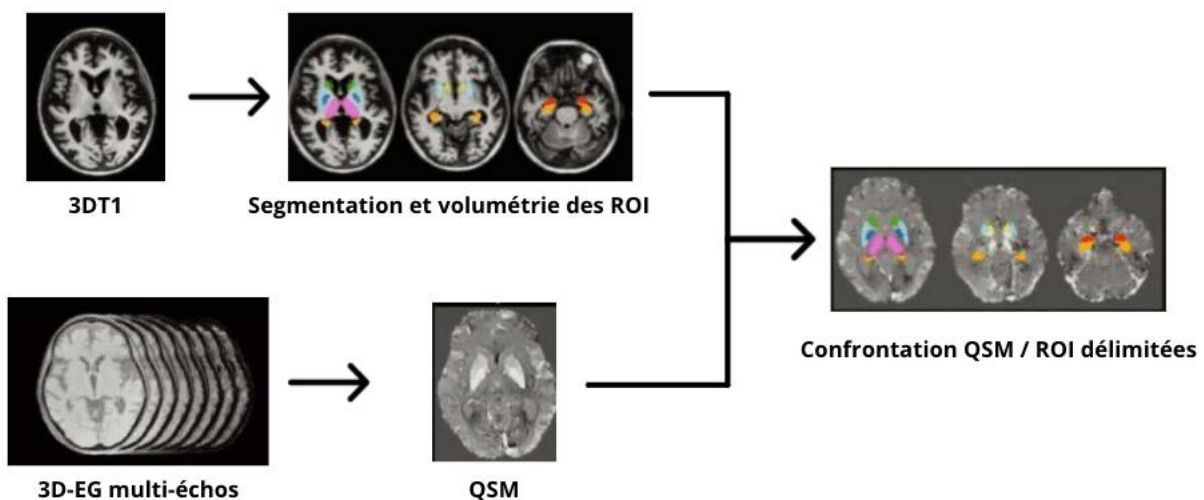 3DT1
Segmentation et volumétrie des ROI
Confrontation QSM / ROI délimitées
3D-EG multi-échos
QSM